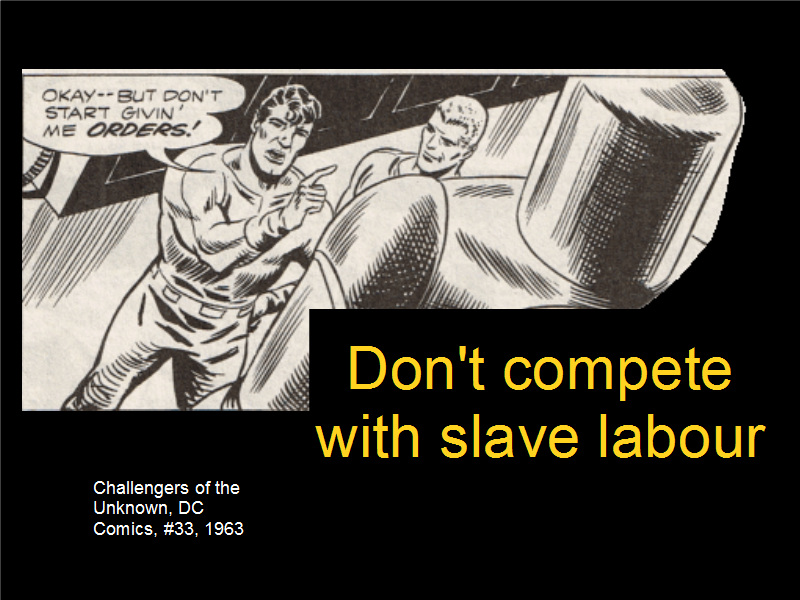 OKAY--BUT DON'T
START GIVIN'
ME ORDERS!
Don't compete
with slave labour
Challengers of the
Unknown, DC
Comics, #33, 1963